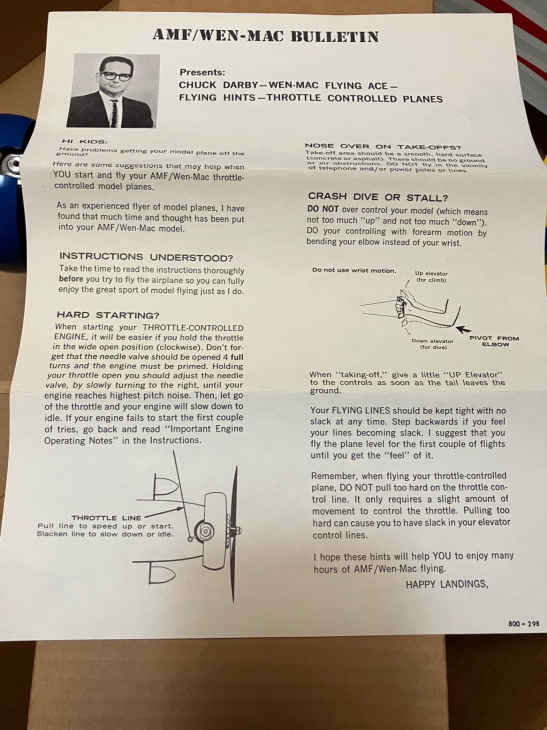 AMF/WEN-MAC BULLETIN
Presents:
CHUCK DARBY—WEN-MAC FLYING ACE—
FLYING HINTS—THROTTLE CONTROLLED PLANES
HI KIDS:
Have problems getting your model plane off the
ground?
Here are some suggestions that may help when
YOU start and fly your AMF/Wen-Mac throttle-
controlled model planes.
As an experienced flyer of model planes, I have
found that much time and thought has been put
into your AMF/Wen-Mac model.
INSTRUCTIONS UNDERSTOOD?
Take the time to read the instructions thoroughly
before you try to fly the airplane so you can fully
enjoy the great sport of model flying just as I do.
HARD STARTING?
When starting your THROTTLE-CONTROLLED
ENGINE, it will be easier if you hold the throttle
in the wide open position (clockwise). Don't for-
get that the needle valve should be opened 4 full
turns and the engine must be primed. Holding
your throttle open you should adjust the needle
valve, by slowly turning to the right, until your
engine reaches highest pitch noise. Then, let go
of the throttle and your engine will slow down to
idle. If your engine fails to start the first couple
of tries, go back and read "Important Engine
Operating Notes" in the Instructions.
THROTTLE LINE
Pull line to speed up or start.
Slacken line to slow down or idle.
NOSE OVER ON TAKE-OFFS?
Take-off area should be a smooth, hard surface
(concrete or asphalt). There should be no ground
or air obstructions. DO NOT fly in the vicinity
of telephone and/or power poles or lines.
CRASH DIVE OR STALL?
DO NOT over control your model (which means
not too much "up" and not too much "down").
DO your controlling with forearm motion by
bending your elbow instead of your wrist.
Do not use wrist motion.
Up elevator
(for climb)
Down elevator
(for dive)
PIVOT FROM
ELBOW
When "taking-off," give a little "UP Elevator"
to the controls as soon as the tail leaves the
ground.
Your FLYING LINES should be kept tight with no
slack at any time. Step backwards if you feel
your lines becoming slack. I suggest that you
fly the plane level for the first couple of flights
until you get the "feel" of it.
Remember, when flying your throttle-controlled
plane, DO NOT pull too hard on the throttle con-
trol line. It only requires a slight amount of
movement to control the throttle. Pulling too
hard can cause you to have slack in your elevator
control lines.
I hope these hints will help YOU to enjoy many
hours of AMF/Wen-Mac flying.
HAPPY LANDINGS,
800-298